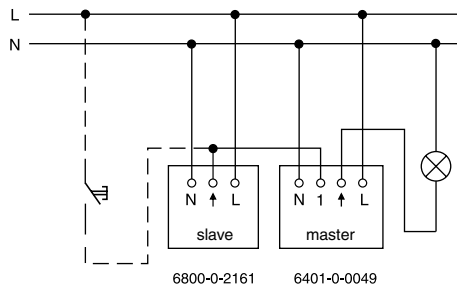 L
N
N ↑ L
N 1 ↑ L
slave
master
6800-0-2161
6401-0-0049